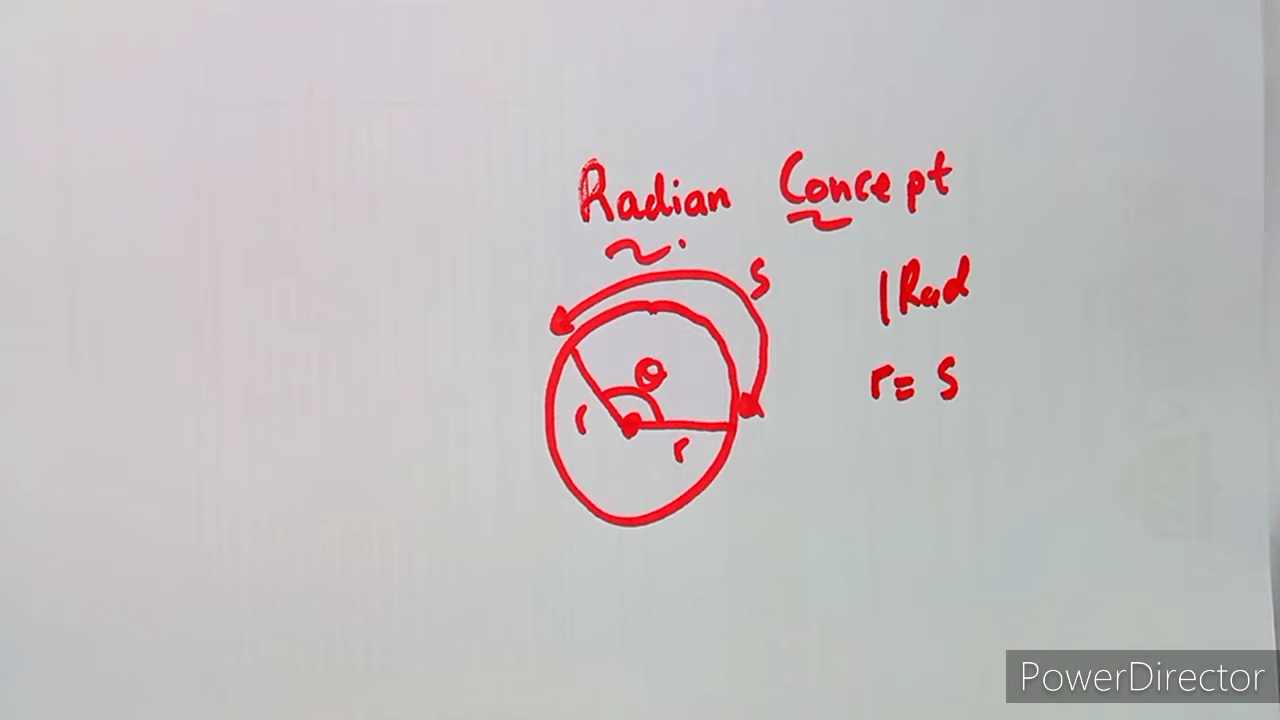 Radian Concept
S
1 Rad
θ
r = S
r
r
PowerDirector